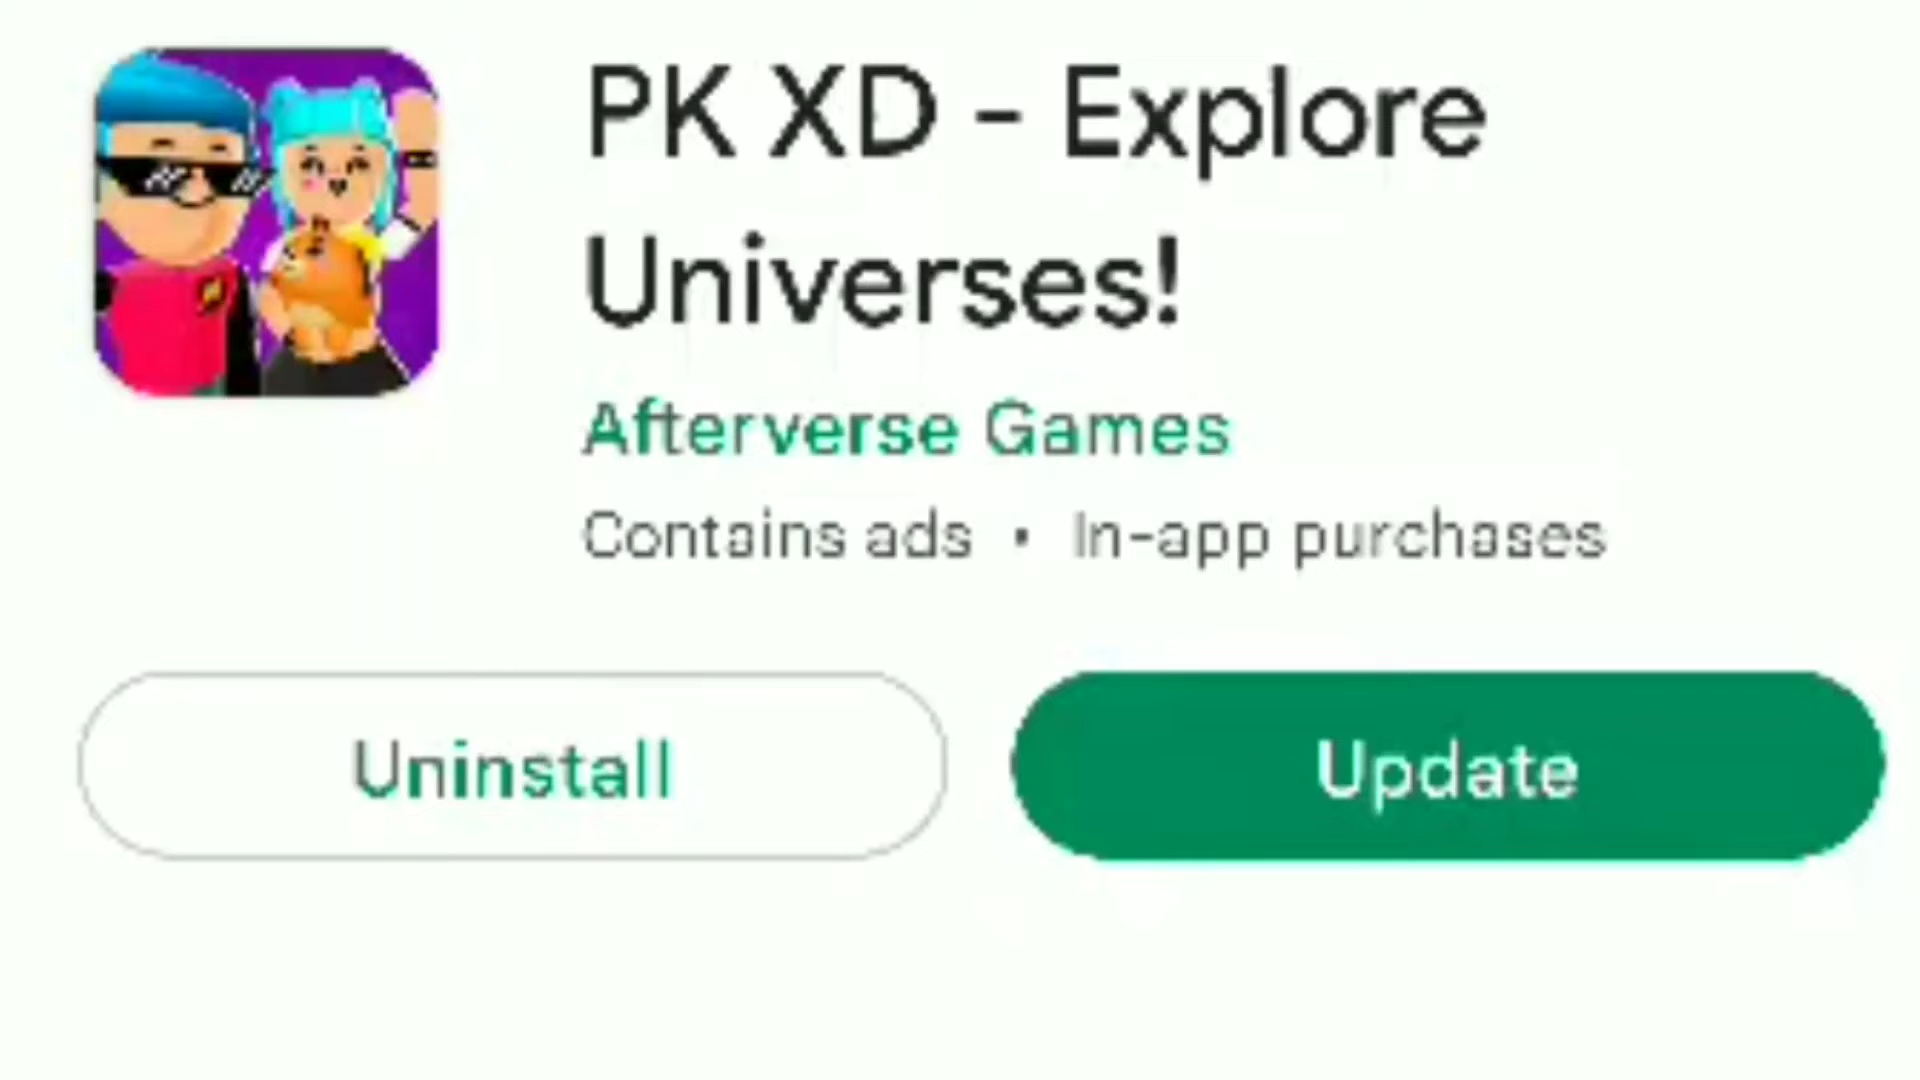 PK XD - Explore
Universes!
Afterverse Games
Contains ads • In-app purchases
Uninstall
Update